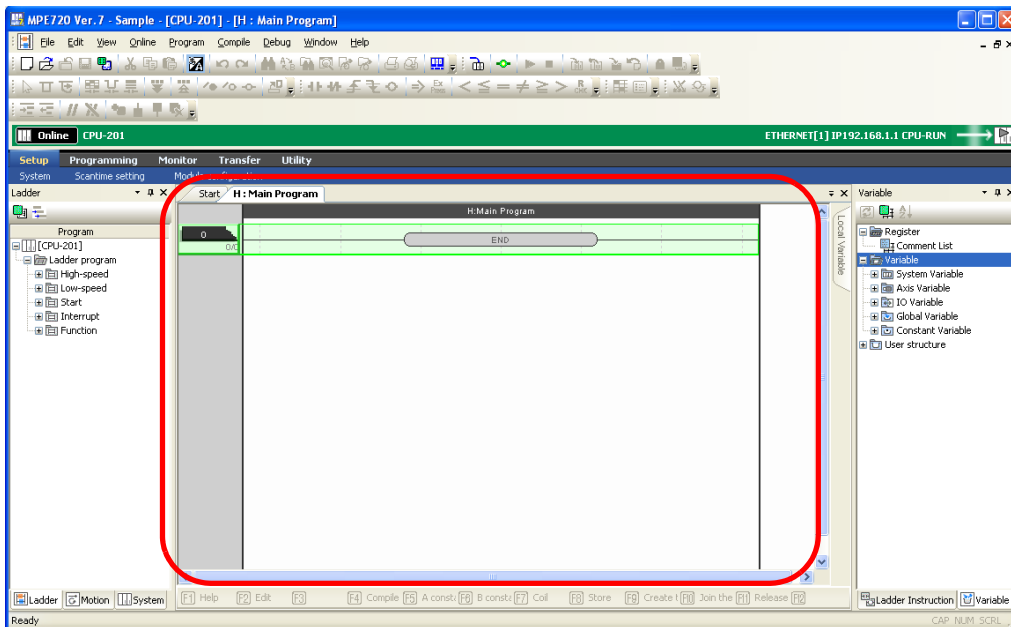 MPE720 Ver. 7 - Sample - [CPU-201] - [H : Main Program]
File Edit View Online Program Compile Debug Window Help
Online CPU-201 ETHERNET[1] IP192.168.1.1 CPU-RUN
Setup Programming Monitor Transfer Utility
System Scantime setting
Ladder
Start H : Main Program
Variable
H:Main Program
Program
[CPU-201]
Ladder program
High-speed
Low-speed
Start
Interrupt
Function
0
END
Local Variable
Register
Comment List
Variable
System Variable
Axis Variable
IO Variable
Global Variable
Constant Variable
User structure
Ladder Motion System
F1 Help F2 Edit F3 F4 Compile F5 A const F6 B const F7 Coil F8 Store F9 Create t F10 Join the F11 Release F12
Ladder Instruction Variable
Ready CAP NUM SCRL